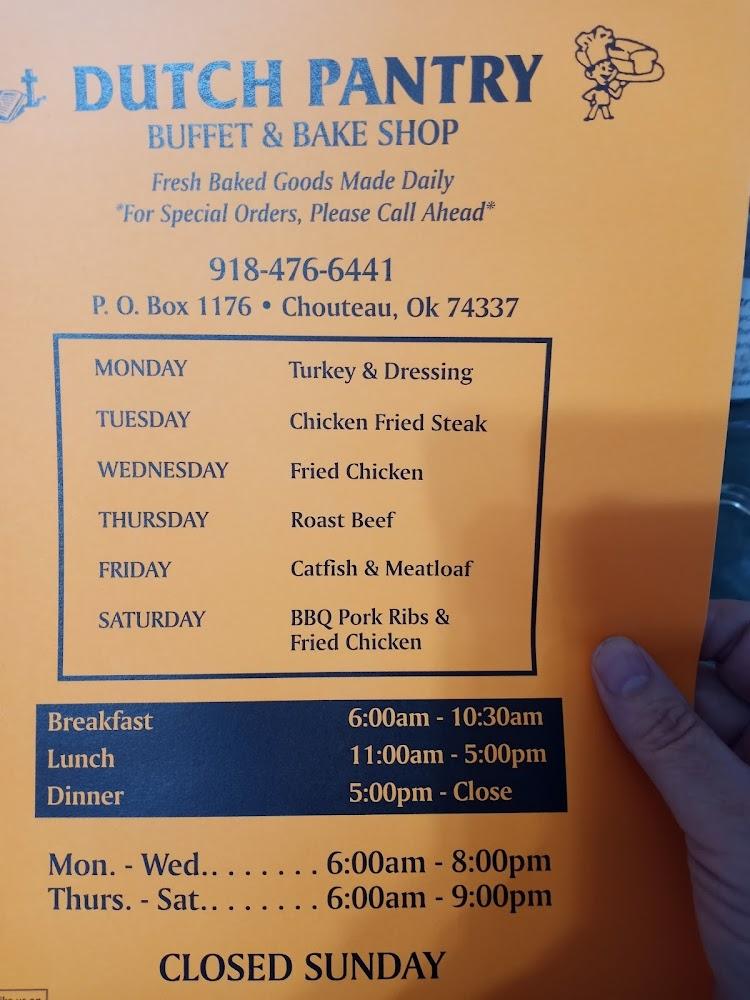 DUTCH PANTRY
BUFFET & BAKE SHOP
Fresh Baked Goods Made Daily
*For Special Orders, Please Call Ahead*
918-476-6441
P. O. Box 1176 • Chouteau, Ok 74337
MONDAY Turkey & Dressing
TUESDAY Chicken Fried Steak
WEDNESDAY Fried Chicken
THURSDAY Roast Beef
FRIDAY Catfish & Meatloaf
SATURDAY BBQ Pork Ribs &
Fried Chicken
Breakfast 6:00am - 10:30am
Lunch 11:00am - 5:00pm
Dinner 5:00pm - Close
Mon. - Wed........ 6:00am - 8:00pm
Thurs. - Sat........ 6:00am - 9:00pm
CLOSED SUNDAY